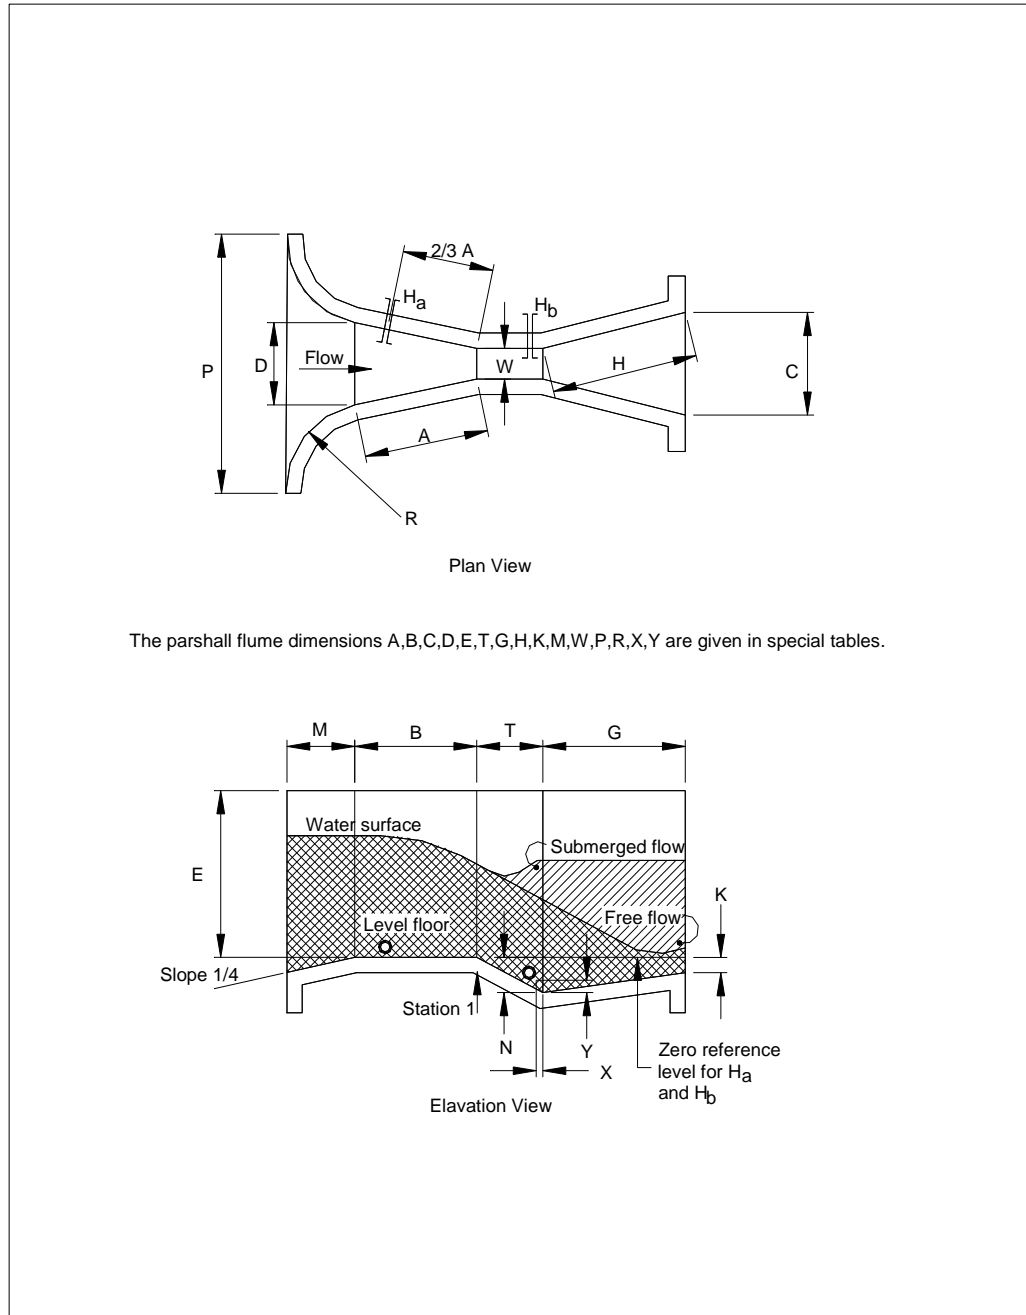 2/3 A
Ha
Hb
P
D
Flow
W
H
C
A
R
Plan View
The parshall flume dimensions A,B,C,D,E,T,G,H,K,M,W,P,R,X,Y are given in special tables.
M
B
T
G
Water surface
Submerged flow
E
K
Level floor
Free flow
Slope 1/4
Station 1
N
Y
X
Zero reference
level for Ha
and Hb
Elavation View